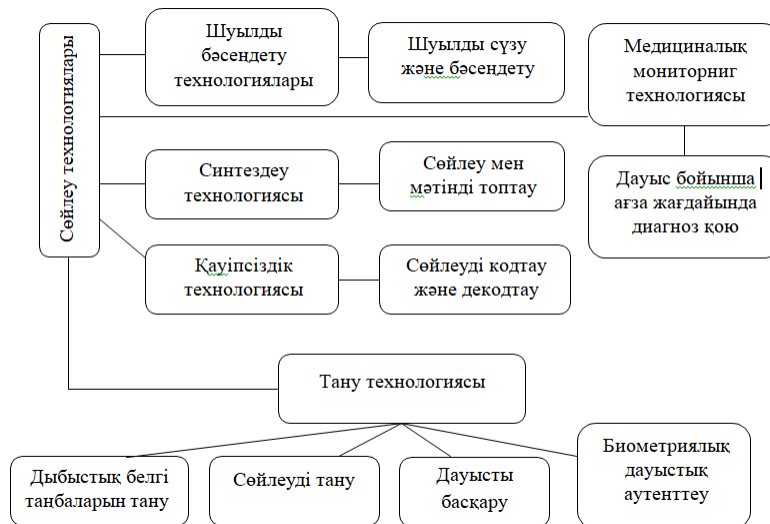 Сөйлеу технологиялары
Шуылды
бәсендету
технологиялары
Шуылды сүзу
және бәсендету
Медициналық
мониторниг
технологиясы
Синтездеу
технологиясы
Сөйлеу мен
мәтінді топтау
Дауыс бойынша
ағза жағдайында
диагноз қою
Қауіпсіздік
технологиясы
Сөйлеуді кодтау
және декодтау
Тану технологиясы
Дыбыстық белгі
таңбаларын тану
Сөйлеуді тану
Дауысты
басқару
Биометриялық
дауыстық
аутенттеу